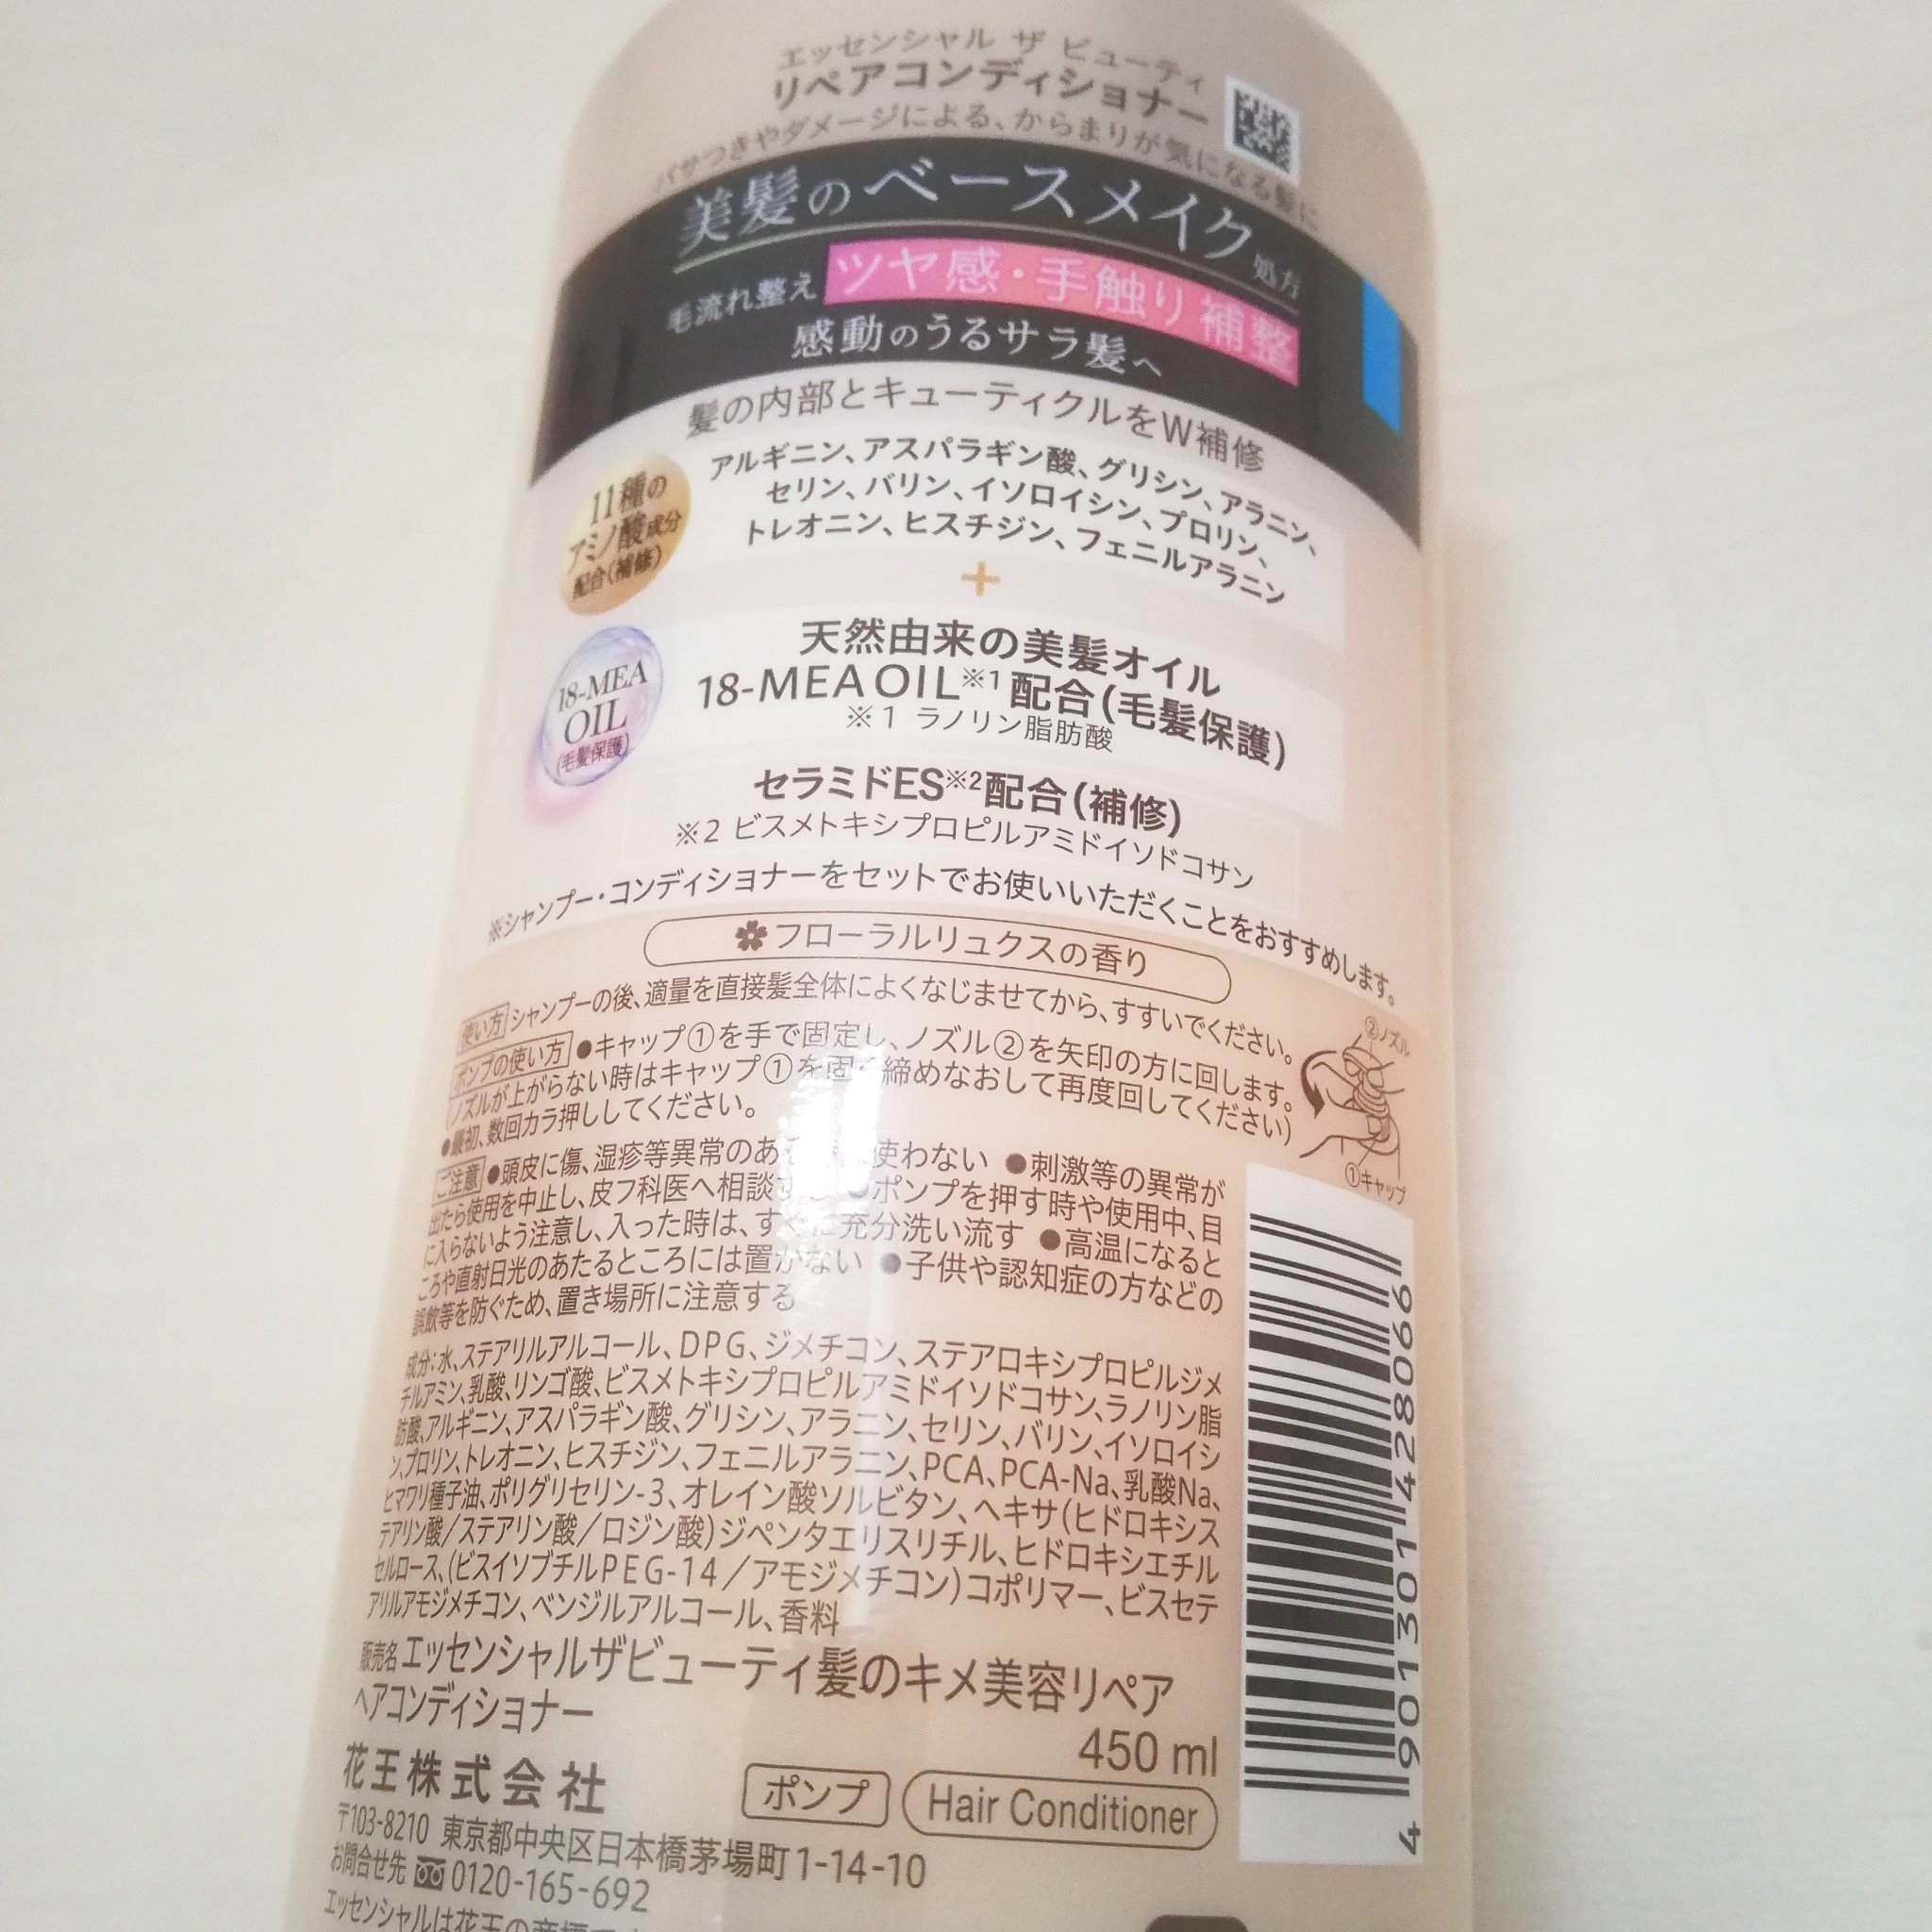 エッセンシャル ザ ビューティ
リペアコンディショナー
パサつきやダメージによる、からまりが気になる髪に
美髪のベースメイク処方
毛流れ整え ツヤ感・手触り補整
感動のうるサラ髪へ
髪の内部とキューティクルをW補修
11種の
アミノ酸成分
配合(補修)
アルギニン、アスパラギン酸、グリシン、アラニン、
セリン、バリン、イソロイシン、プロリン、
トレオニン、ヒスチジン、フェニルアラニン
+
18-MEA
OIL
(毛髪保護)
天然由来の美髪オイル
18-MEA OIL※1配合(毛髪保護)
※1 ラノリン脂肪酸
セラミドES※2配合(補修)
※2 ビスメトキシプロピルアミドイソドコサン
※シャンプー・コンディショナーをセットでお使いいただくことをおすすめします。
フローラルリュクスの香り
使い方 シャンプーの後、適量を直接髪全体によくなじませてから、すすいでください。
ポンプの使い方 ●キャップ①を手で固定し、ノズル②を矢印の方に回します。
(ノズルが上がらない時はキャップ①を固く締めなおして再度回してください)
●最初、数回カラ押ししてください。
②ノズル
①キャップ
ご注意 ●頭皮に傷、湿疹等異常のあ 使わない ●刺激等の異常が
出たら使用を中止し、皮フ科医へ相談 ポンプを押す時や使用中、目
に入らないよう注意し、入った時は、す 充分洗い流す ●高温になると
ころや直射日光のあたるところには置かない ●子供や認知症の方などの
誤飲等を防ぐため、置き場所に注意する
成分:水、ステアリルアルコール、DPG、ジメチコン、ステアロキシプロピルジメ
チルアミン、乳酸、リンゴ酸、ビスメトキシプロピルアミドイソドコサン、ラノリン脂
肪酸、アルギニン、アスパラギン酸、グリシン、アラニン、セリン、バリン、イソロイシ
ン、プロリン、トレオニン、ヒスチジン、フェニルアラニン、PCA、PCA-Na、乳酸Na、
ヒマワリ種子油、ポリグリセリン-3、オレイン酸ソルビタン、ヘキサ(ヒドロキシス
テアリン酸/ステアリン酸/ロジン酸)ジペンタエリスリチル、ヒドロキシエチル
セルロース、(ビスイソブチルPEG-14/アモジメチコン)コポリマー、ビスセテ
アリルアモジメチコン、ベンジルアルコール、香料
販売名 エッセンシャルザビューティ髪のキメ美容リペア
ヘアコンディショナー
450 ml
花王株式会社
ポンプ Hair Conditioner
〒103-8210 東京都中央区日本橋茅場町1-14-10
お問合せ先 0120-165-692
エッセンシャルは花王の商標です
4 901301 428066